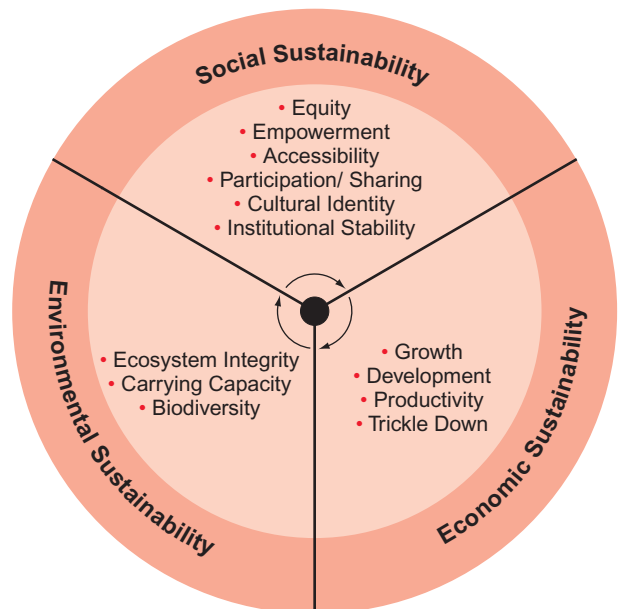 Social Sustainability
• Equity
• Empowerment
• Accessibility
• Participation/ Sharing
• Cultural Identity
• Institutional Stability
Environmental Sustainability
• Ecosystem Integrity
• Carrying Capacity
• Biodiversity
• Growth
• Development
• Productivity
• Trickle Down
Economic Sustainability